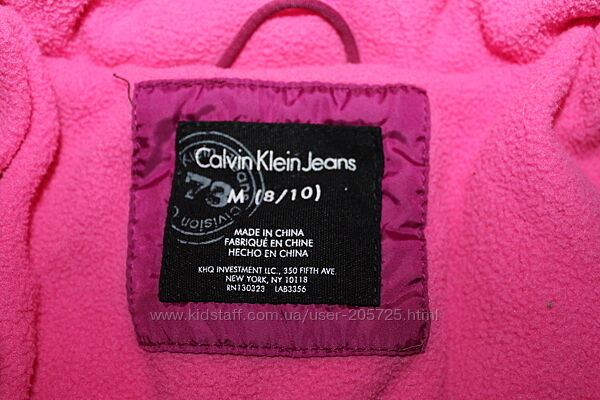 Calvin Klein Jeans
73
M (8/10)
MADE IN CHINA
FABRIQUÉ EN CHINE
HECHO EN CHINA
KHQ INVESTMENT LLC., 350 FIFTH AVE.
NEW YORK, NY 10118
RN130323 LAB3356
www.kidstaff.com.ua/user-205725.html